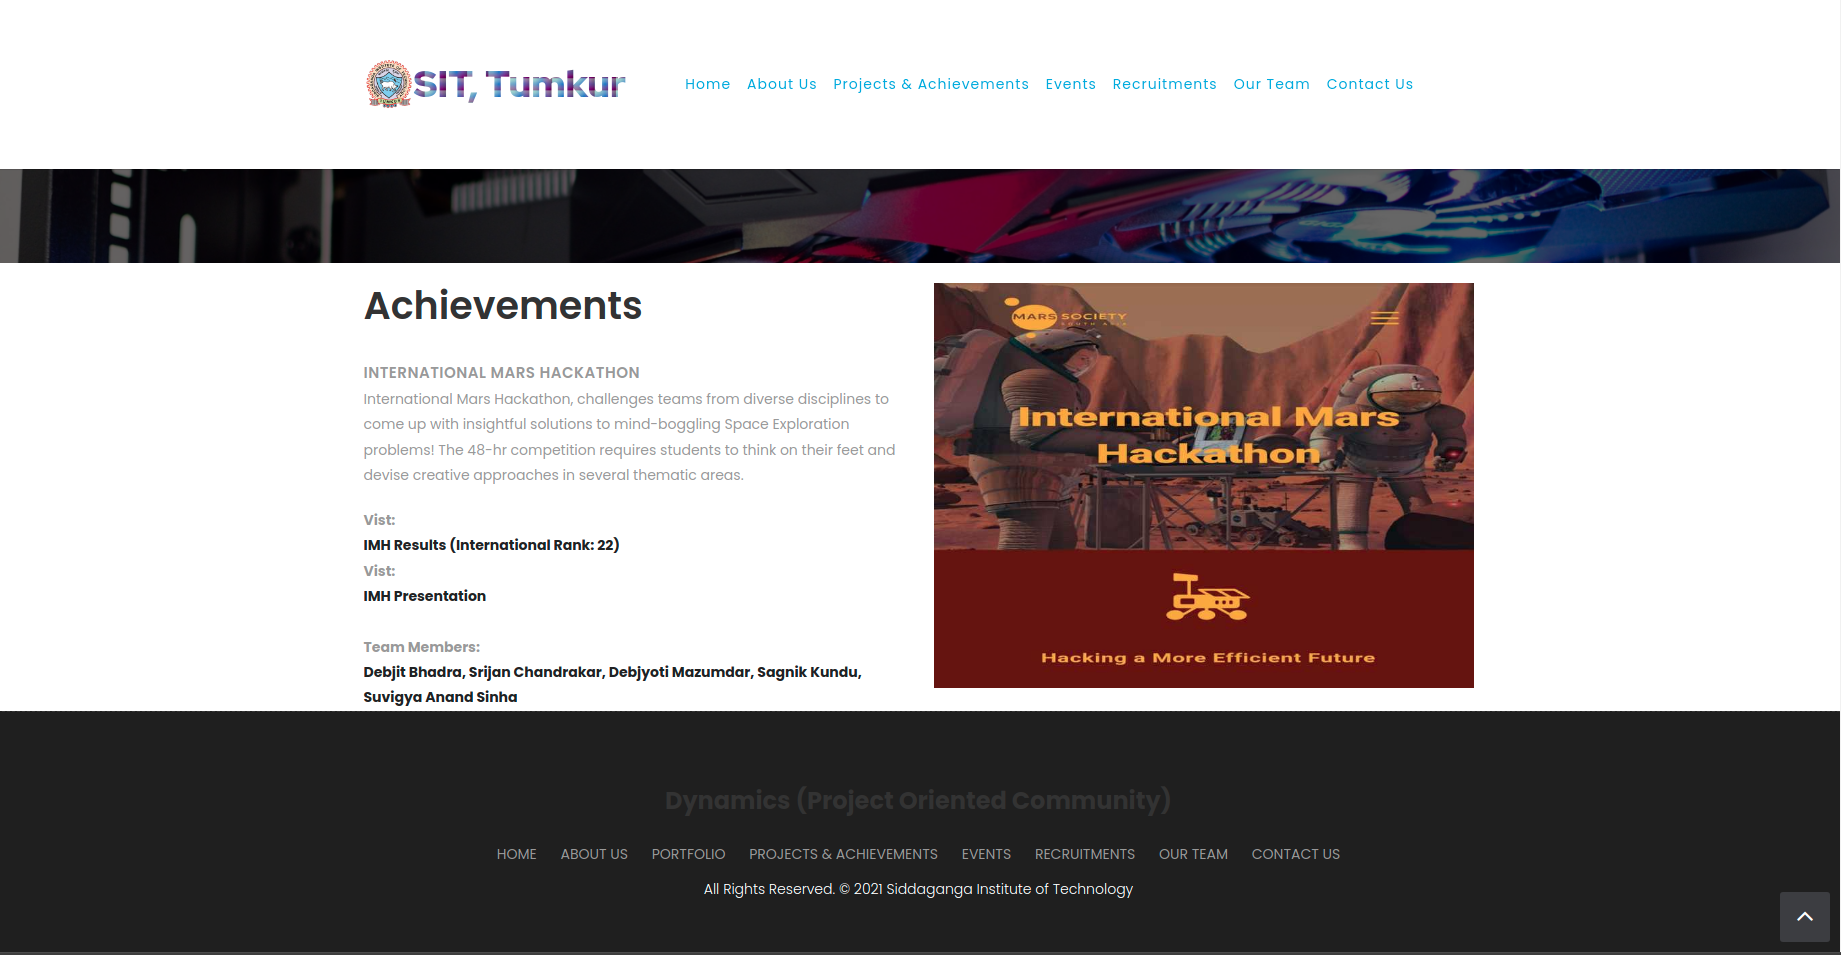 SIT, Tumkur
Home About Us Projects & Achievements Events Recruitments Our Team Contact Us
Achievements
INTERNATIONAL MARS HACKATHON
International Mars Hackathon, challenges teams from diverse disciplines to
come up with insightful solutions to mind-boggling Space Exploration
problems! The 48-hr competition requires students to think on their feet and
devise creative approaches in several thematic areas.
Vist:
IMH Results (International Rank: 22)
Vist:
IMH Presentation
Team Members:
Debjit Bhadra, Srijan Chandrakar, Debjyoti Mazumdar, Sagnik Kundu,
Suvigya Anand Sinha
MARS SOCIETY
SOUTH ASIA
International Mars
Hackathon
Hacking a More Efficient Future
Dynamics (Project Oriented Community)
HOME ABOUT US PORTFOLIO PROJECTS & ACHIEVEMENTS EVENTS RECRUITMENTS OUR TEAM CONTACT US
All Rights Reserved. © 2021 Siddaganga Institute of Technology